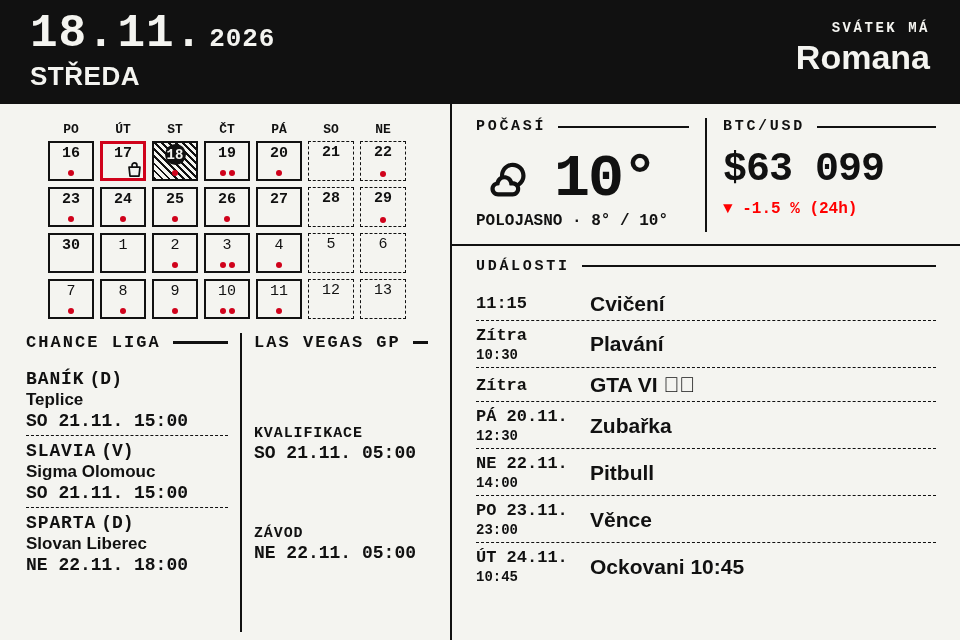 18.11. 2026
STŘEDA
SVÁTEK MÁ
Romana
PO ÚT ST ČT PÁ SO NE
16 17 18 19 20 21 22
23 24 25 26 27 28 29
30 1 2 3 4 5 6
7 8 9 10 11 12 13
CHANCE LIGA
BANÍK (D)
Teplice
SO 21.11. 15:00
SLAVIA (V)
Sigma Olomouc
SO 21.11. 15:00
SPARTA (D)
Slovan Liberec
NE 22.11. 18:00
LAS VEGAS GP
KVALIFIKACE
SO 21.11. 05:00
ZÁVOD
NE 22.11. 05:00
POČASÍ
10°
POLOJASNO · 8° / 10°
BTC/USD
$63 099
▼ -1.5 % (24h)
UDÁLOSTI
11:15 Cvičení
Zítra
10:30
Plavání
Zítra GTA VI
PÁ 20.11.
12:30
Zubařka
NE 22.11.
14:00
Pitbull
PO 23.11.
23:00
Věnce
ÚT 24.11.
10:45
Ockovani 10:45